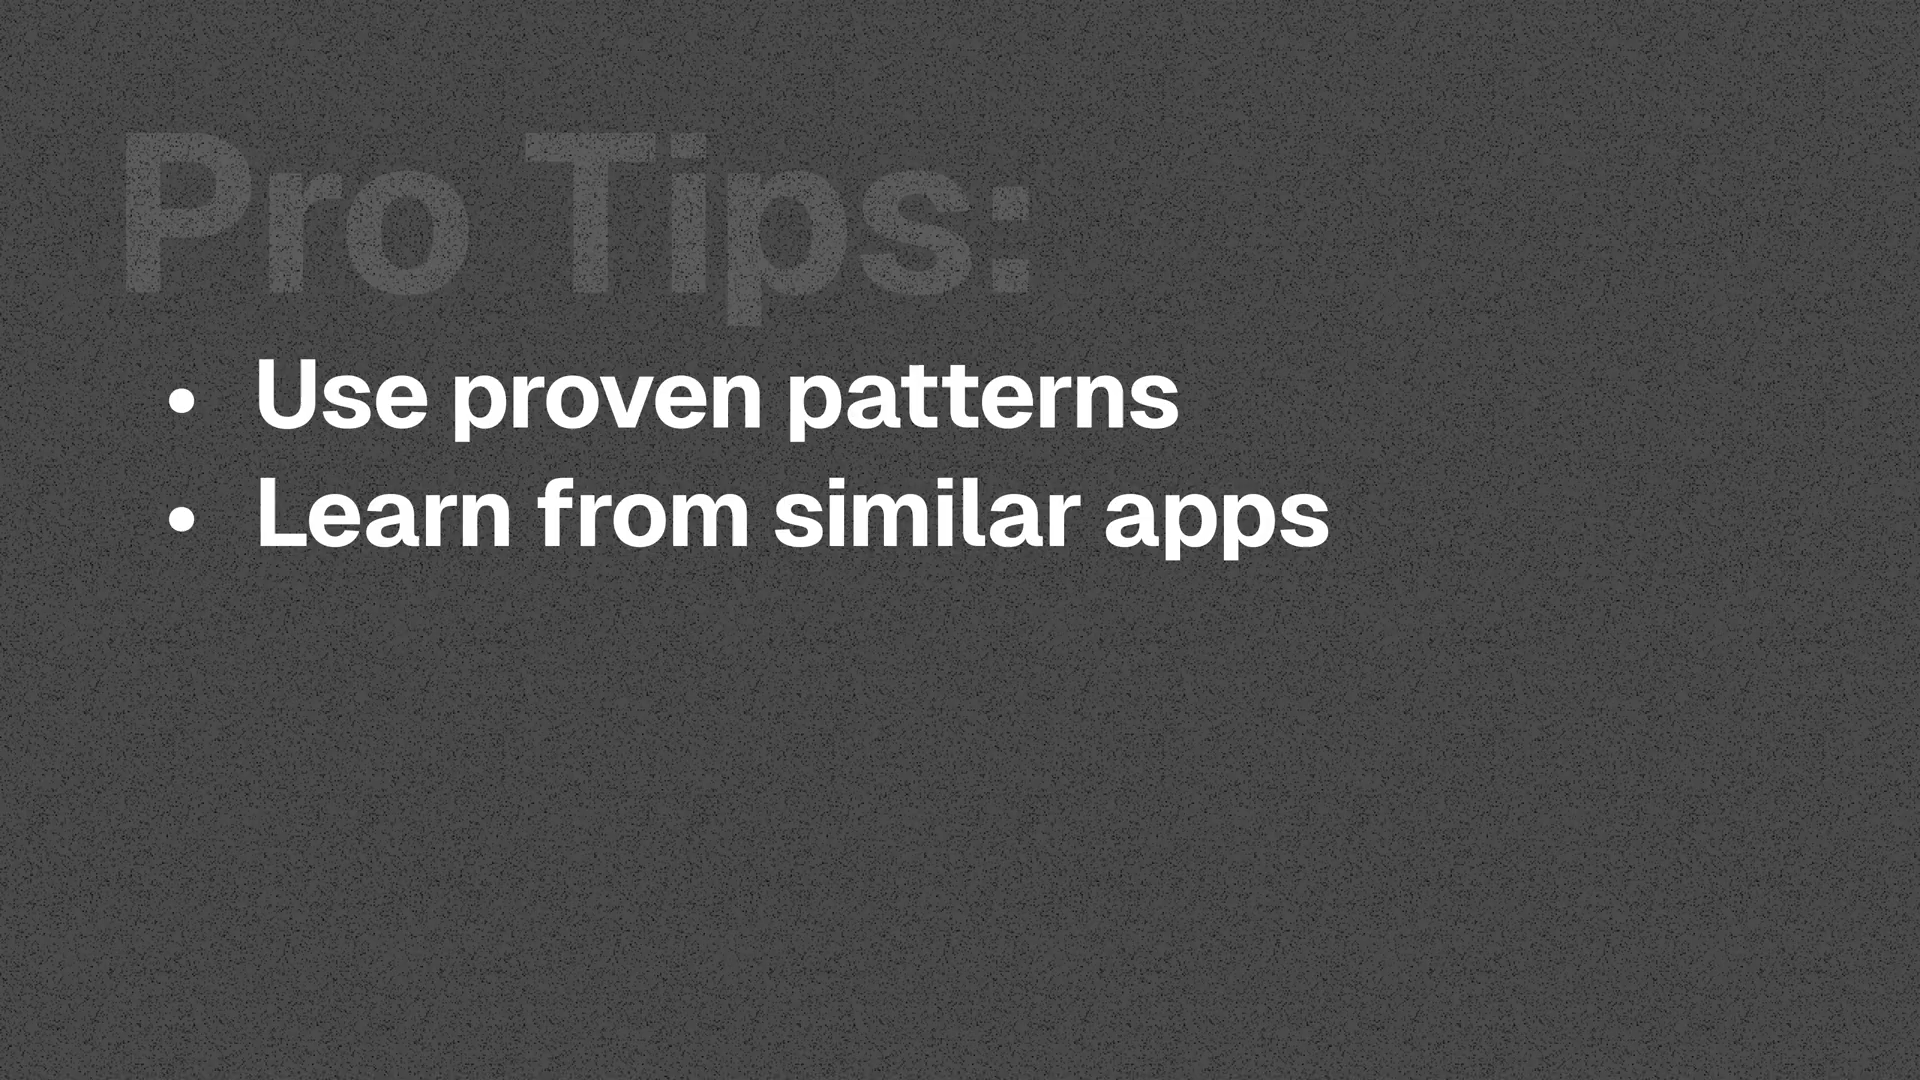 Pro Tips:
• Use proven patterns
• Learn from similar apps